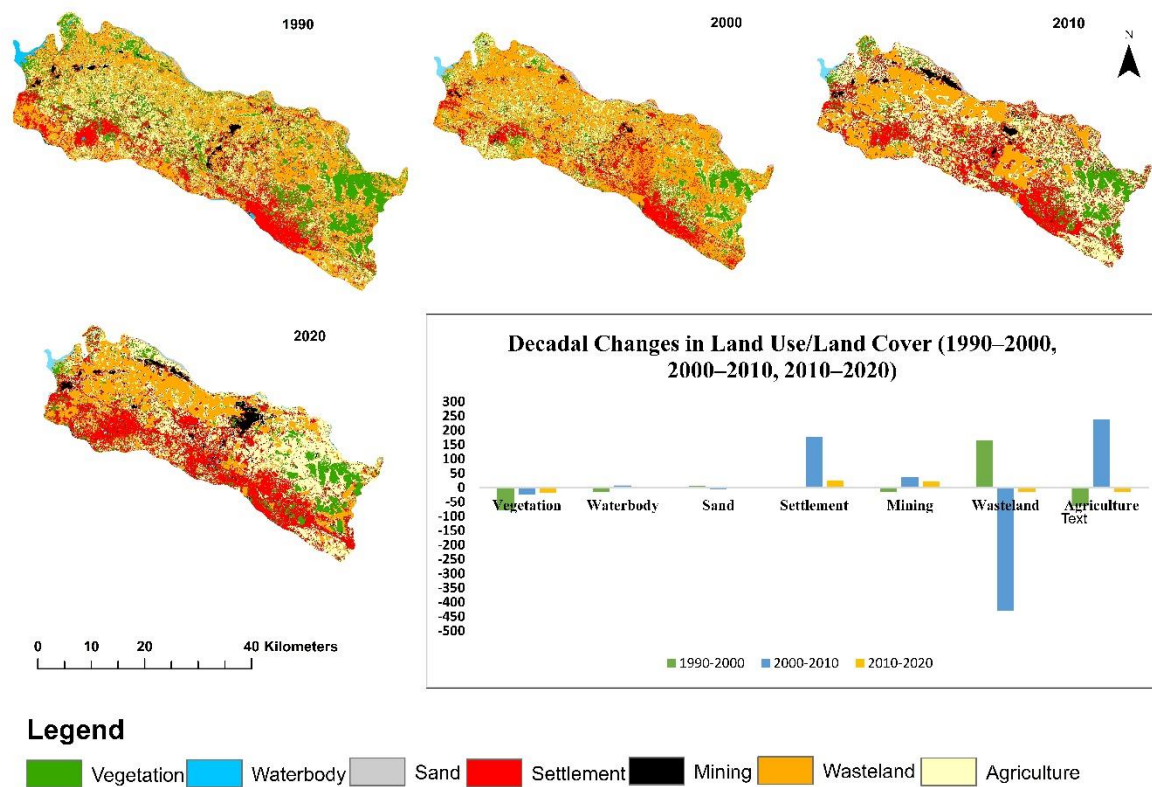 1990
2000
2010
N
2020
Decadal Changes in Land Use/Land Cover (1990–2000,
2000–2010, 2010–2020)
300
250
200
150
100
50
0
-50
-100
-150
-200
-250
-300
-350
-400
-450
-500
Vegetation Waterbody Sand Settlement Mining Wasteland Agriculture
Text
1990-2000 2000-2010 2010-2020
0 10 20 40 Kilometers
Legend
Vegetation Waterbody Sand Settlement Mining Wasteland Agriculture